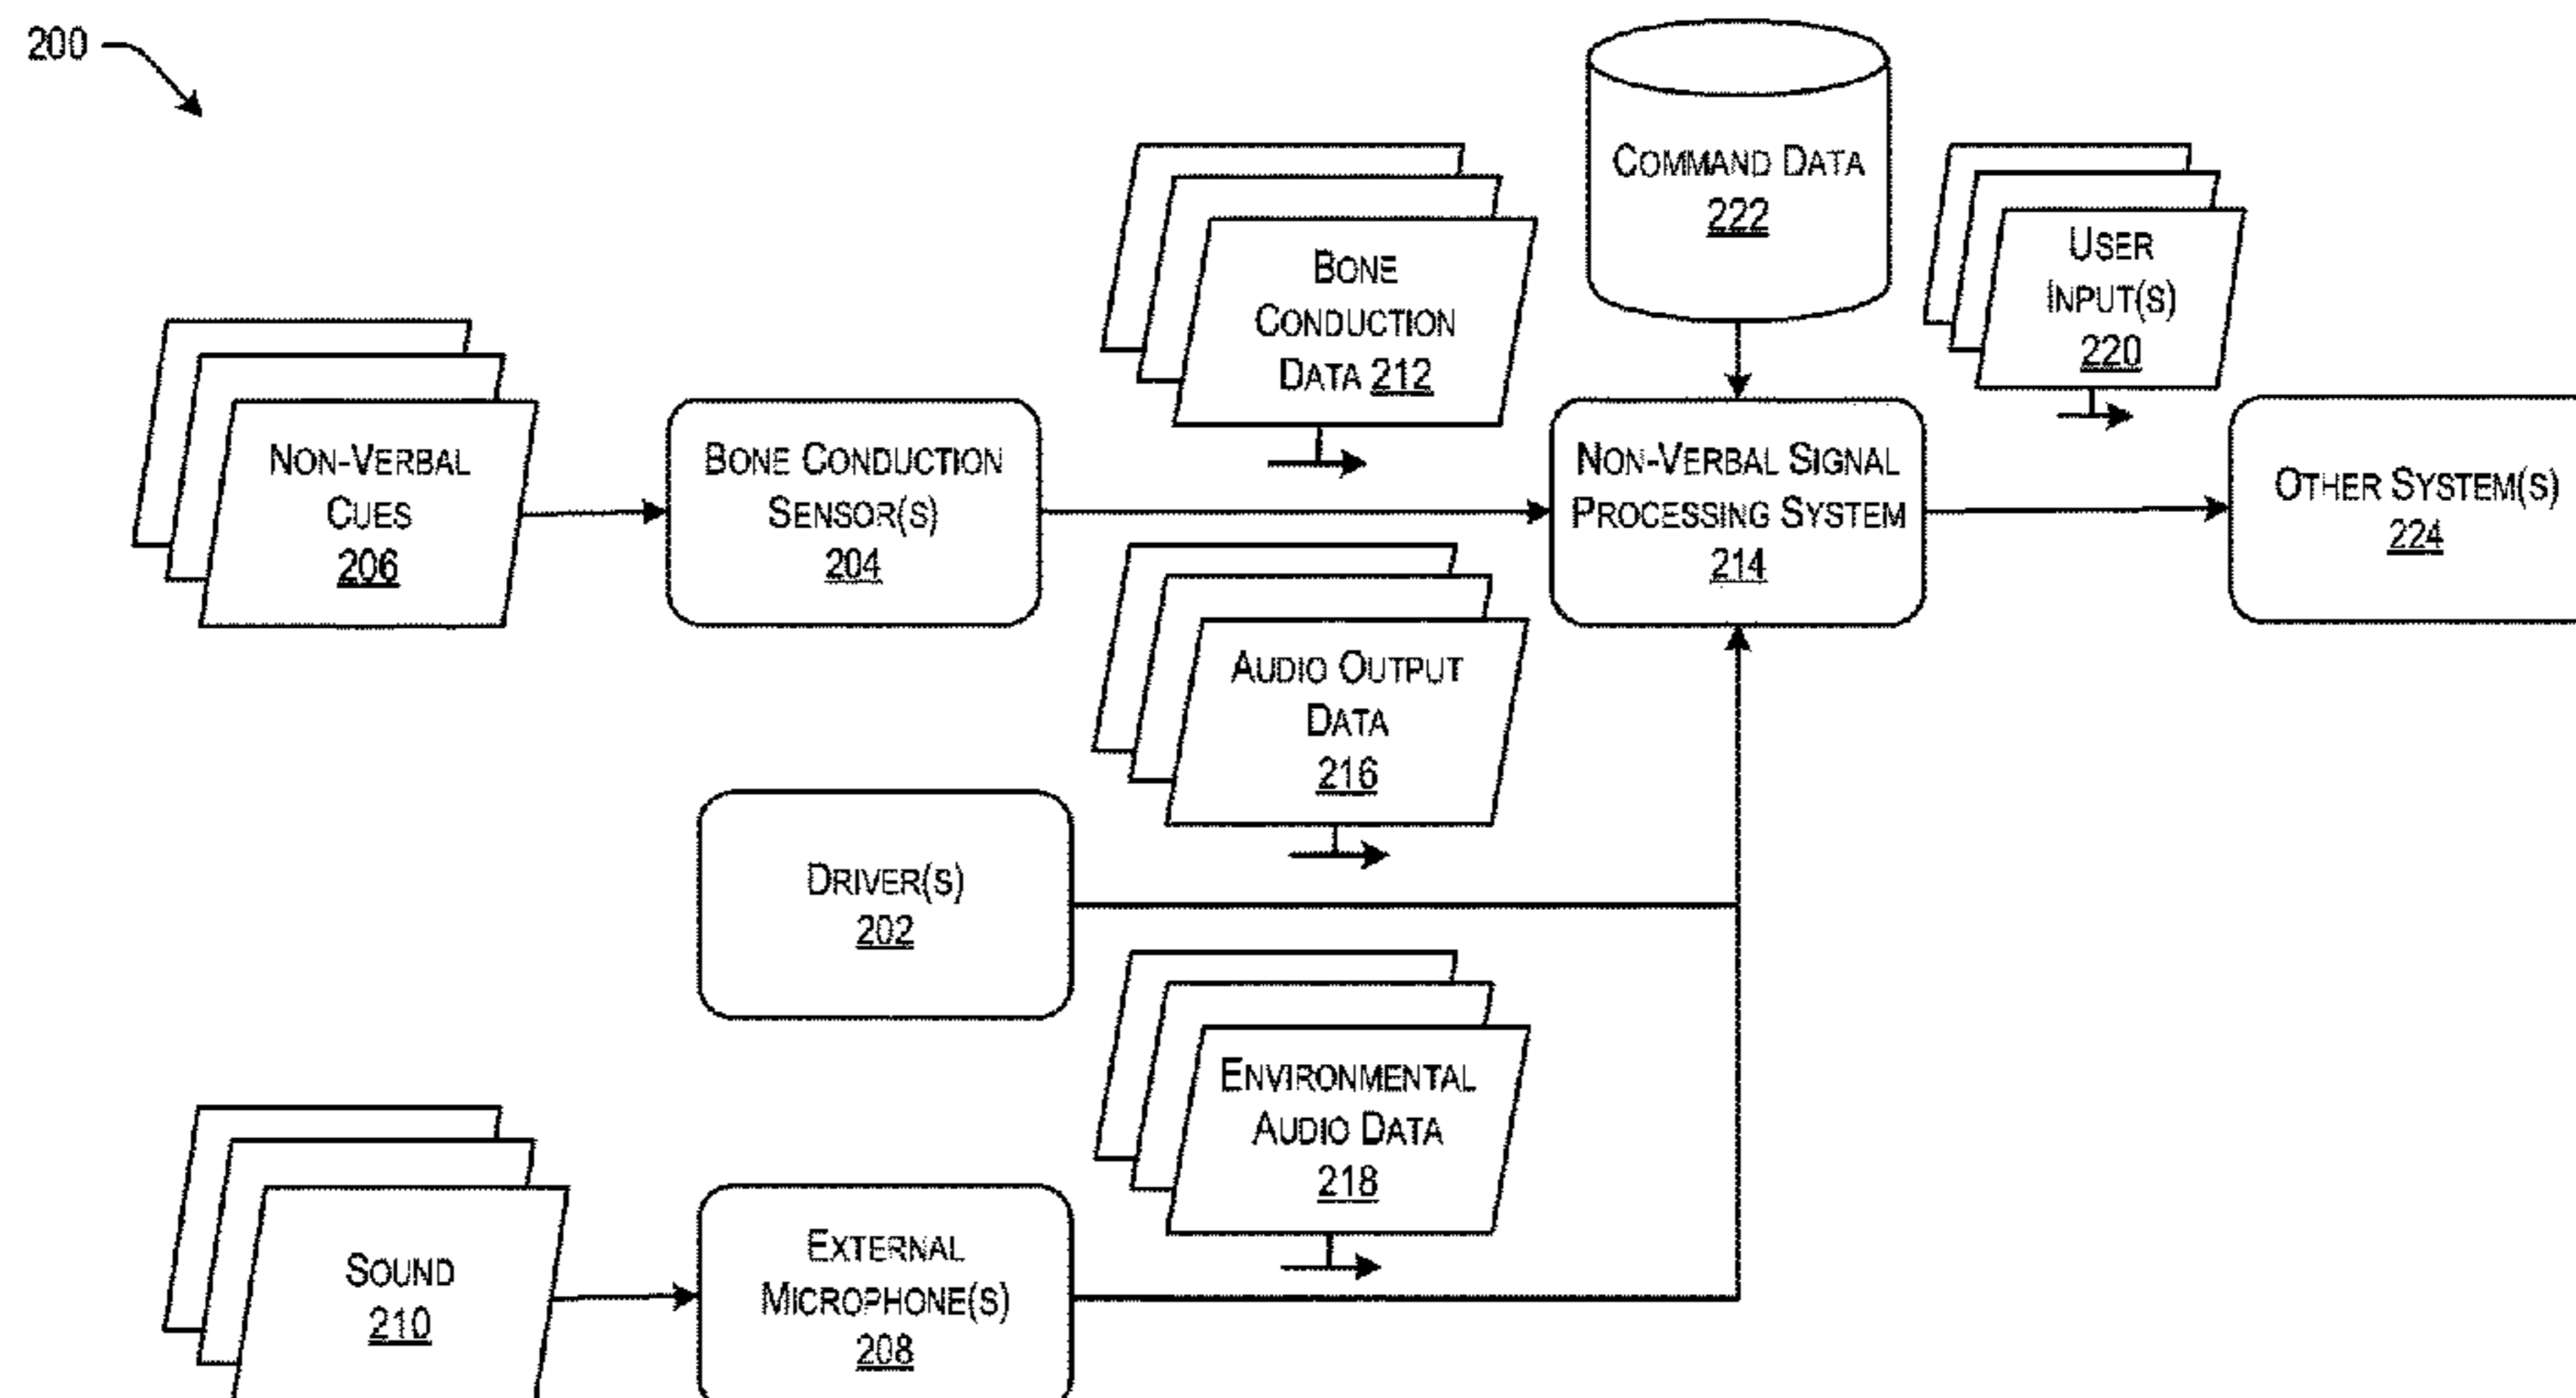 200
COMMAND DATA
222
USER
INPUT(S)
220
BONE
CONDUCTION
DATA 212
NON-VERBAL
CUES
206
BONE CONDUCTION
SENSOR(S)
204
NON-VERBAL SIGNAL
PROCESSING SYSTEM
214
OTHER SYSTEM(S)
224
AUDIO OUTPUT
DATA
216
DRIVER(S)
202
ENVIRONMENTAL
AUDIO DATA
218
SOUND
210
EXTERNAL
MICROPHONE(S)
208